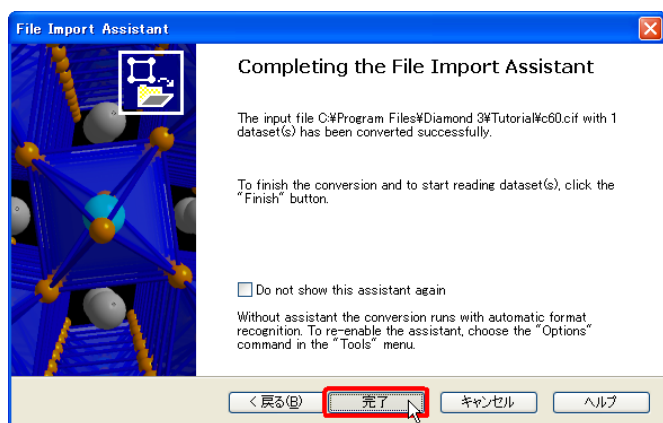 File Import Assistant
Completing the File Import Assistant
The input file C:¥Program Files¥Diamond 3¥Tutorial¥c60.cif with 1
dataset(s) has been converted successfully.
To finish the conversion and to start reading dataset(s), click the
"Finish" button.
Do not show this assistant again
Without assistant the conversion runs with automatic format
recognition. To re-enable the assistant, choose the "Options"
command in the "Tools" menu.
< 戻る(B) 完了 キャンセル ヘルプ